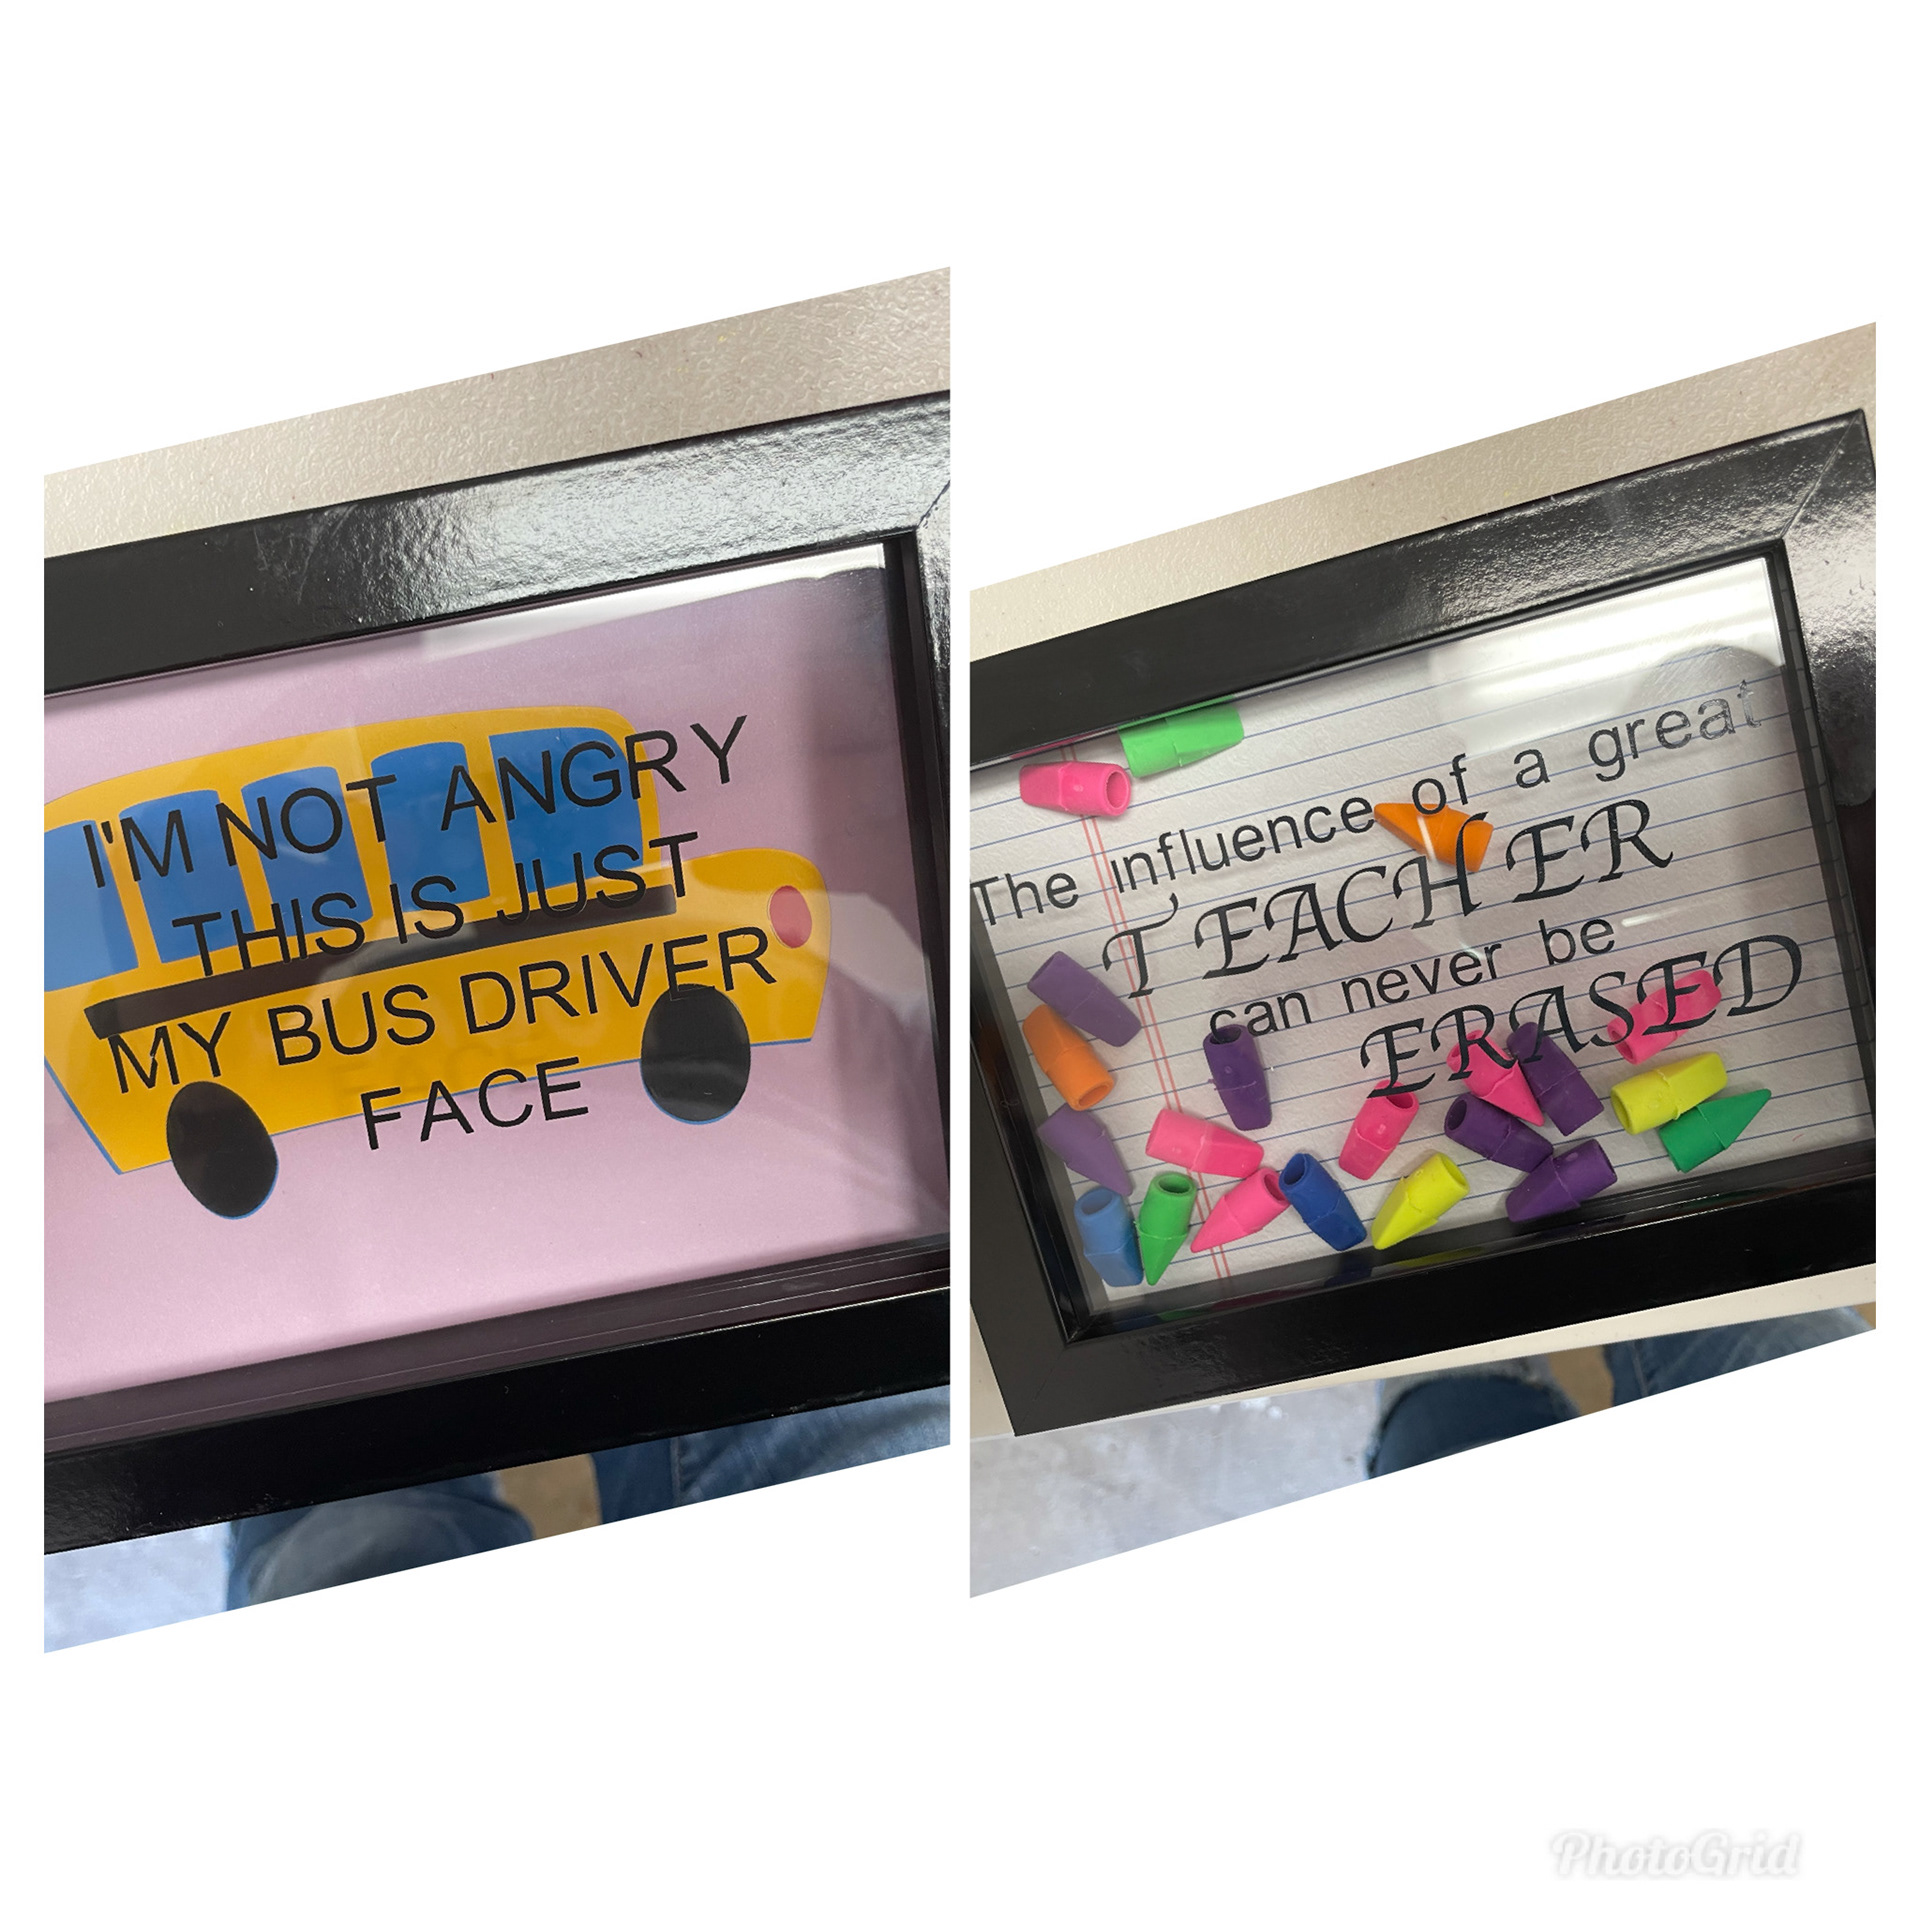 I'M NOT ANGRY
THIS IS JUST
MY BUS DRIVER
FACE
The influence of a great
TEACHER
can never be
ERASED
PhotoGrid